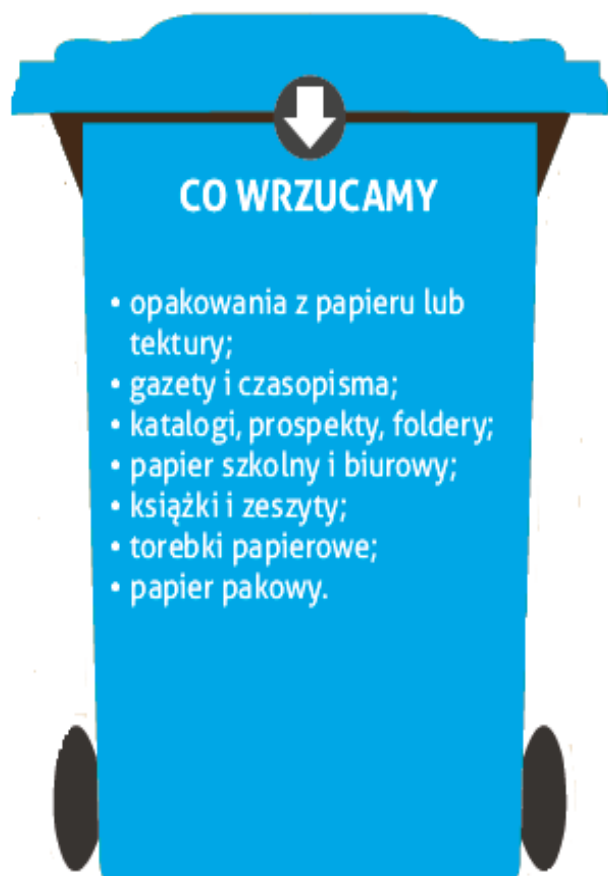 CO WRZUCAMY
• opakowania z papieru lub
tektury;
• gazety i czasopisma;
• katalogi, prospekty, foldery;
• papier szkolny i biurowy;
• książki i zeszyty;
• torebki papierowe;
• papier pakowy.